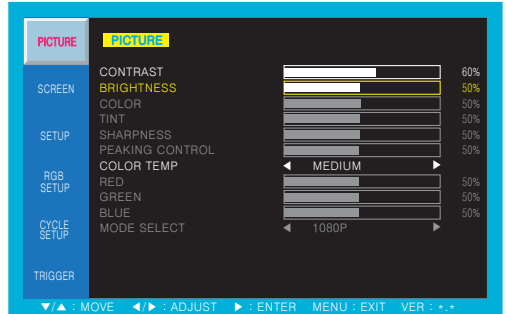 PICTURE
PICTURE
CONTRAST 60%
BRIGHTNESS 50%
SCREEN
COLOR 50%
TINT 50%
SETUP
SHARPNESS 50%
PEAKING CONTROL 50%
COLOR TEMP ◀ MEDIUM ▶
RGB
SETUP
RED 50%
GREEN 50%
BLUE 50%
CYCLE
SETUP
MODE SELECT ◀ 1080P ▶
TRIGGER
▼/▲ : MOVE ◀/▶ : ADJUST ▶ : ENTER MENU : EXIT VER : *.*